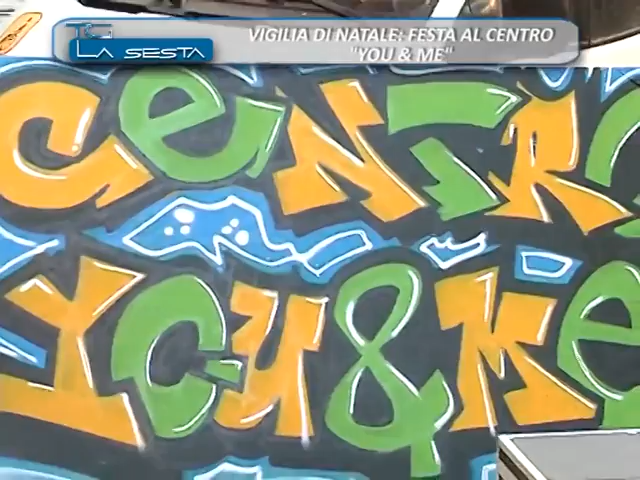 TG
LA SESTA
VIGILIA DI NATALE: FESTA AL CENTRO
"YOU & ME"
CENTRO
YOU & ME